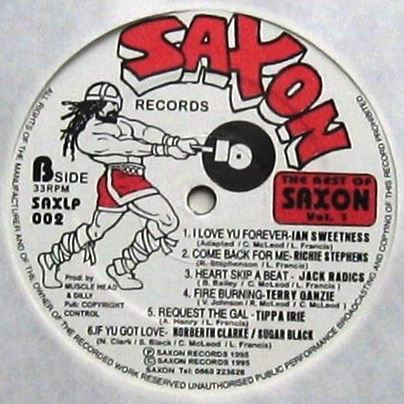 SAXON
RECORDS
B SIDE
33RPM
SAXLP
002
THE BEST OF
SAXON
Vol. 1
1. I LOVE YU FOREVER-IAN SWEETNESS
(Adapted / C. McLeod / L. Francis)
2. COME BACK FOR ME-RICHIE STEPHENS
(R. Stephenson / L. Francis)
3. HEART SKIP A BEAT - JACK RADICS
(B. Bailey / C. McLeod / L. Francis)
4. FIRE BURNING-TERRY GANZIE
(V. Johnson / R. McLeod / L. Francis)
5. REQUEST THE GAL-TIPPA IRIE
(A. Henry / L. Francis)
6. IF YU GOT LOVE- NORDENTH CLARKE / SUGAR BLACK
(N. Clark / S. Black / C. McLeod / L. Francis)
Prod: by
MUSCLE HEAD
& DILLY
Pub: COPYRIGHT
CONTROL
Ⓟ SAXON RECORDS 1995
© SAXON RECORDS 1995
SAXON Tel: 0860 223628
ALL RIGHTS OF THE MANUFACTURER AND OF THE OWNER OF THE RECORDED WORK RESERVED UNAUTHORISED PUBLIC PERFORMANCE BROADCASTING AND COPYING OF THIS RECORD PROHIBITED